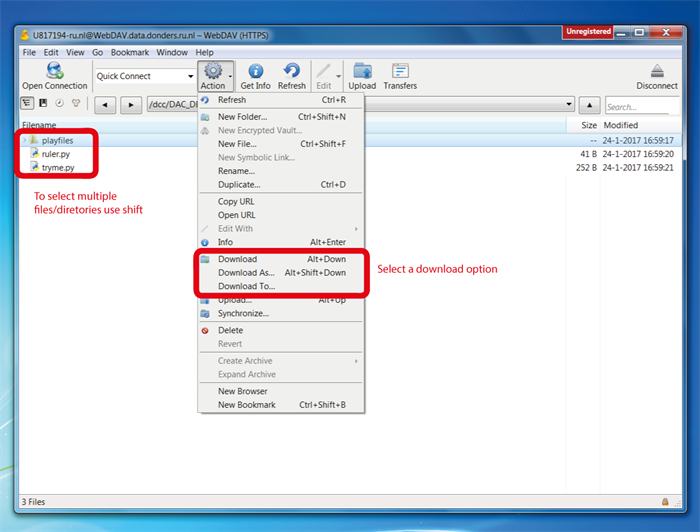 U817194-ru.nl@WebDAV.data.donders.ru.nl – WebDAV (HTTPS)
Unregistered
File Edit View Go Bookmark Window Help
Open Connection
Quick Connect
Action
Get Info
Refresh
Edit
Upload
Transfers
Disconnect
/dcc/DAC_D
Search...
Filename
Size
Modified
playfiles -- 24-1-2017 16:59:17
ruler.py 41 B 24-1-2017 16:59:20
tryme.py 252 B 24-1-2017 16:59:21
To select multiple
files/diretories use shift
Refresh Ctrl+R
New Folder... Ctrl+Shift+N
New Encrypted Vault...
New File... Ctrl+Shift+F
New Symbolic Link...
Rename...
Duplicate... Ctrl+D
Copy URL
Open URL
Edit With
Info Alt+Enter
Download Alt+Down
Download As... Alt+Shift+Down
Download To...
Select a download option
Upload... Alt+Up
Synchronize...
Delete
Revert
Create Archive
Expand Archive
New Browser
New Bookmark Ctrl+Shift+B
3 Files